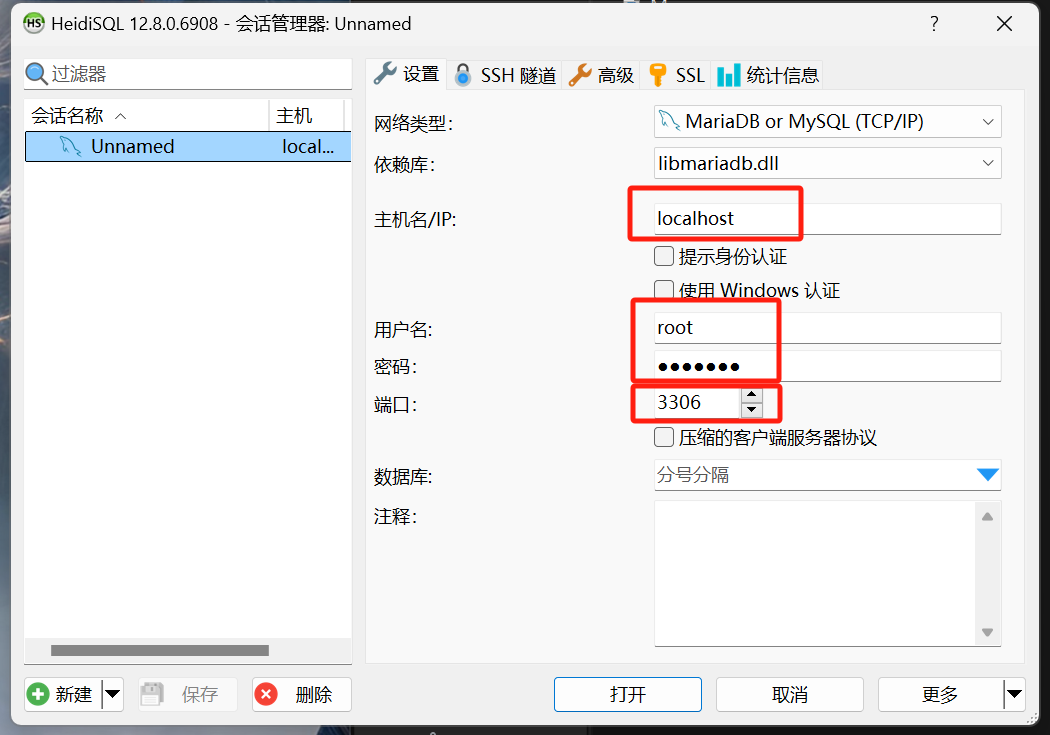 HeidiSQL 12.8.0.6908 - 会话管理器: Unnamed
过滤器
会话名称 主机
Unnamed local...
设置 SSH 隧道 高级 SSL 统计信息
网络类型: MariaDB or MySQL (TCP/IP)
依赖库: libmariadb.dll
主机名/IP: localhost
提示身份认证
使用 Windows 认证
用户名: root
密码: ●●●●●●●
端口: 3306
压缩的客户端服务器协议
数据库: 分号分隔
注释:
新建 保存 删除 打开 取消 更多